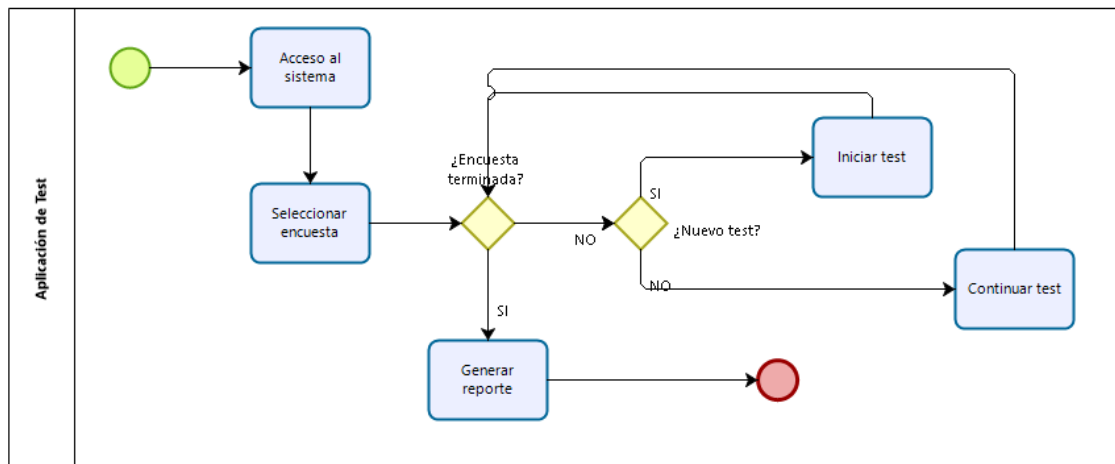 Aplicación de Test
Acceso al
sistema
Seleccionar
encuesta
¿Encuesta
terminada?
NO
SI
¿Nuevo test?
SI
NO
Iniciar test
Continuar test
Generar
reporte